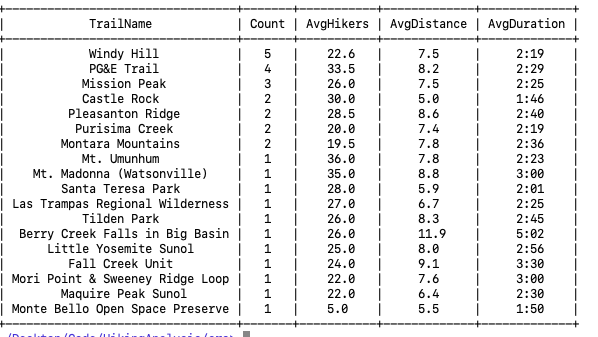 TrailName | Count | AvgHikers | AvgDistance | AvgDuration
Windy Hill | 5 | 22.6 | 7.5 | 2:19
PG&E Trail | 4 | 33.5 | 8.2 | 2:29
Mission Peak | 3 | 26.0 | 7.5 | 2:25
Castle Rock | 2 | 30.0 | 5.0 | 1:46
Pleasanton Ridge | 2 | 28.5 | 8.6 | 2:40
Purisima Creek | 2 | 20.0 | 7.4 | 2:19
Montara Mountains | 2 | 19.5 | 7.8 | 2:36
Mt. Umunhum | 1 | 36.0 | 7.8 | 2:23
Mt. Madonna (Watsonville) | 1 | 35.0 | 8.8 | 3:00
Santa Teresa Park | 1 | 28.0 | 5.9 | 2:01
Las Trampas Regional Wilderness | 1 | 27.0 | 6.7 | 2:25
Tilden Park | 1 | 26.0 | 8.3 | 2:45
Berry Creek Falls in Big Basin | 1 | 26.0 | 11.9 | 5:02
Little Yosemite Sunol | 1 | 25.0 | 8.0 | 2:56
Fall Creek Unit | 1 | 24.0 | 9.1 | 3:30
Mori Point & Sweeney Ridge Loop | 1 | 22.0 | 7.6 | 3:00
Maquire Peak Sunol | 1 | 22.0 | 6.4 | 2:30
Monte Bello Open Space Preserve | 1 | 5.0 | 5.5 | 1:50
/Desktop/Code/HikingAnalysis/src>